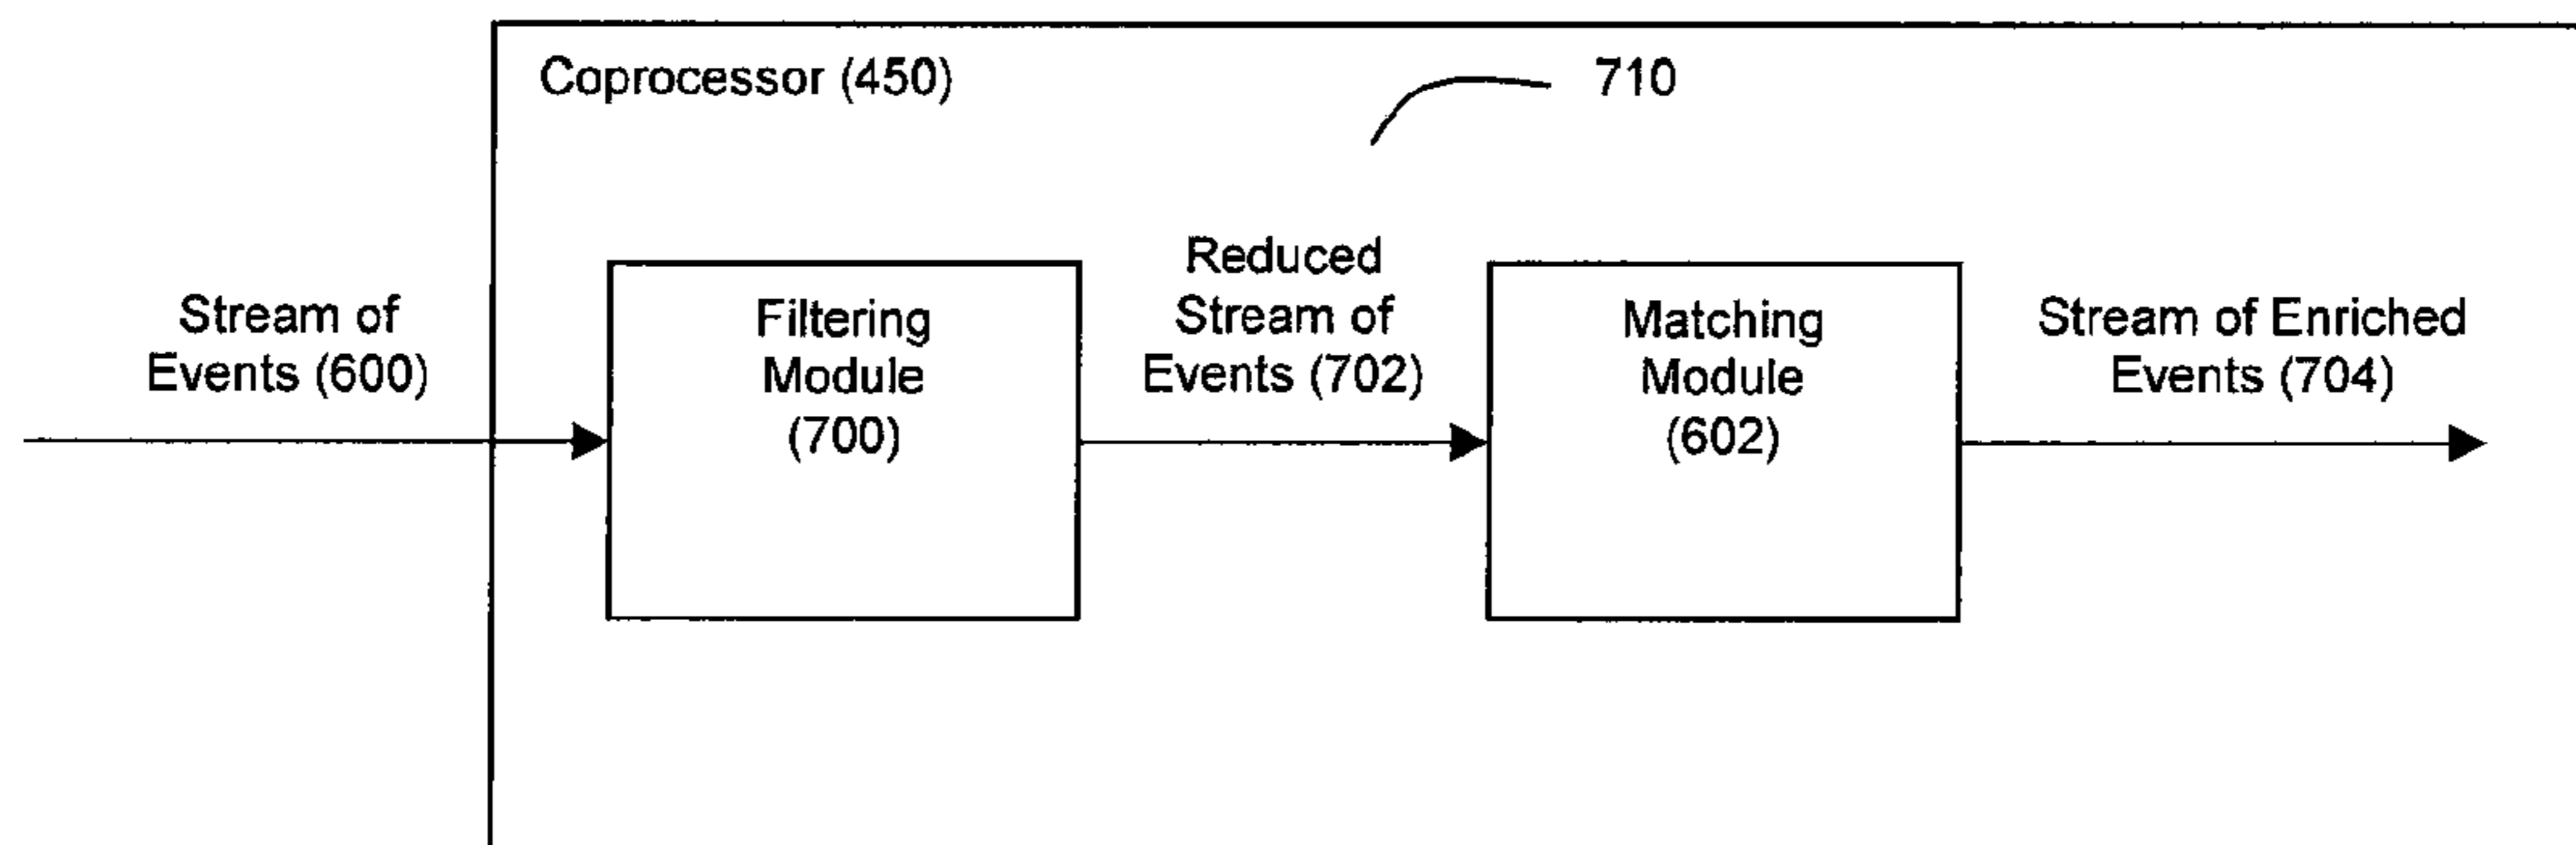 Coprocessor (450)
710
Stream of
Events (600)
Filtering
Module
(700)
Reduced
Stream of
Events (702)
Matching
Module
(602)
Stream of Enriched
Events (704)